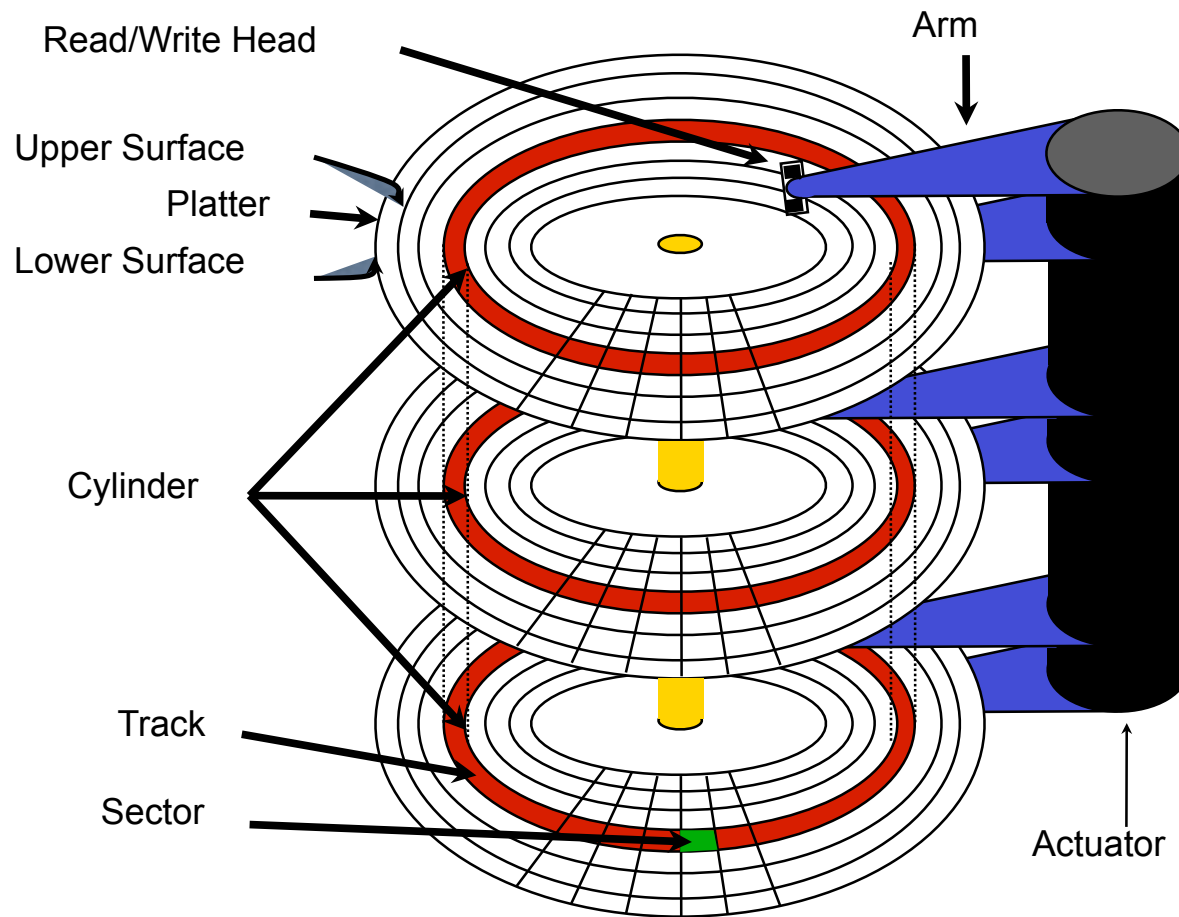 Read/Write Head
Arm
Upper Surface
Platter
Lower Surface
Cylinder
Track
Sector
Actuator